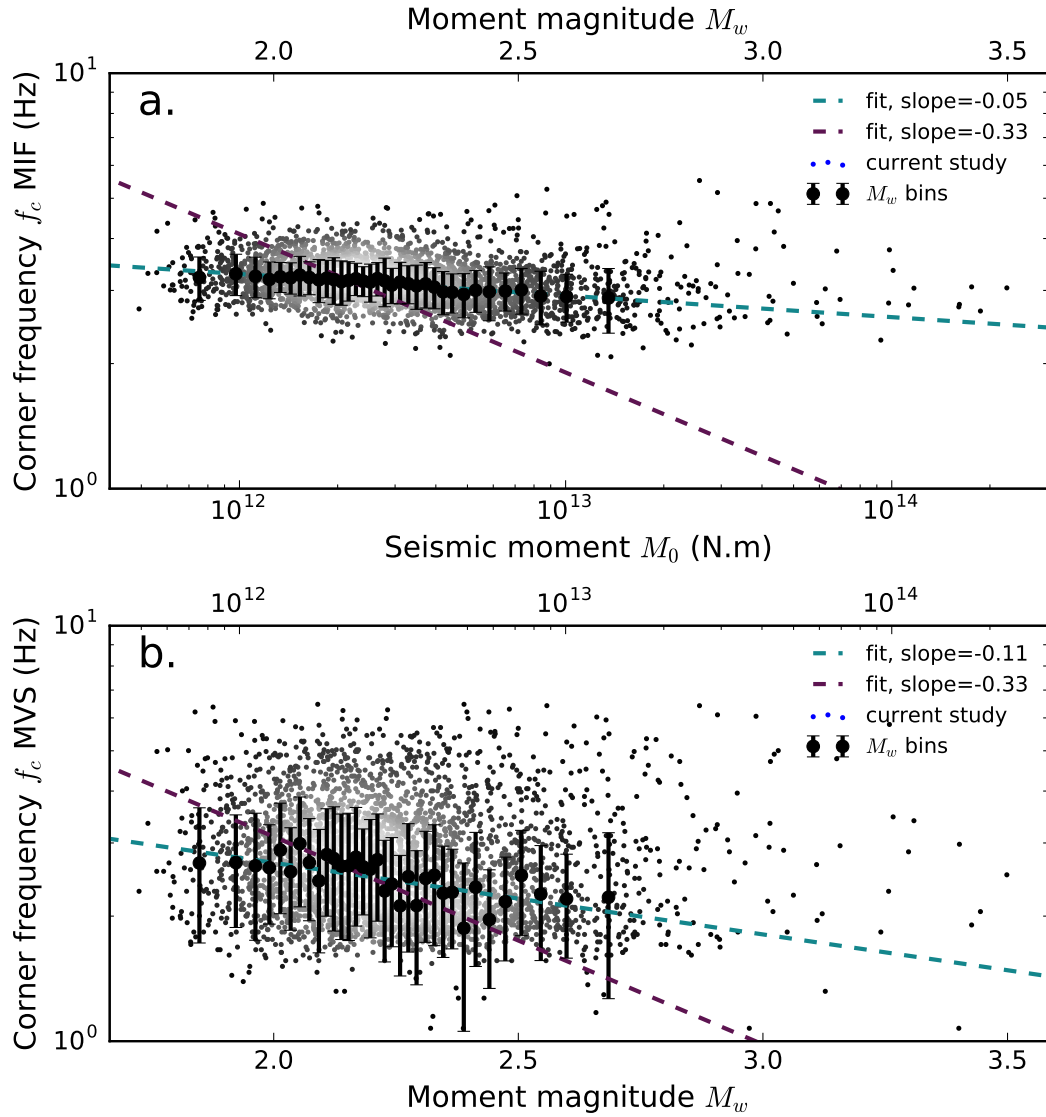 Moment magnitude M_w
2.0 2.5 3.0 3.5
10^1
a.
fit, slope=-0.05
fit, slope=-0.33
current study
M_w bins
Corner frequency f_c MIF (Hz)
10^0
10^12 10^13 10^14
Seismic moment M_0 (N.m)
10^12 10^13 10^14
10^1
b.
fit, slope=-0.11
fit, slope=-0.33
current study
M_w bins
Corner frequency f_c MVS (Hz)
10^0
2.0 2.5 3.0 3.5
Moment magnitude M_w